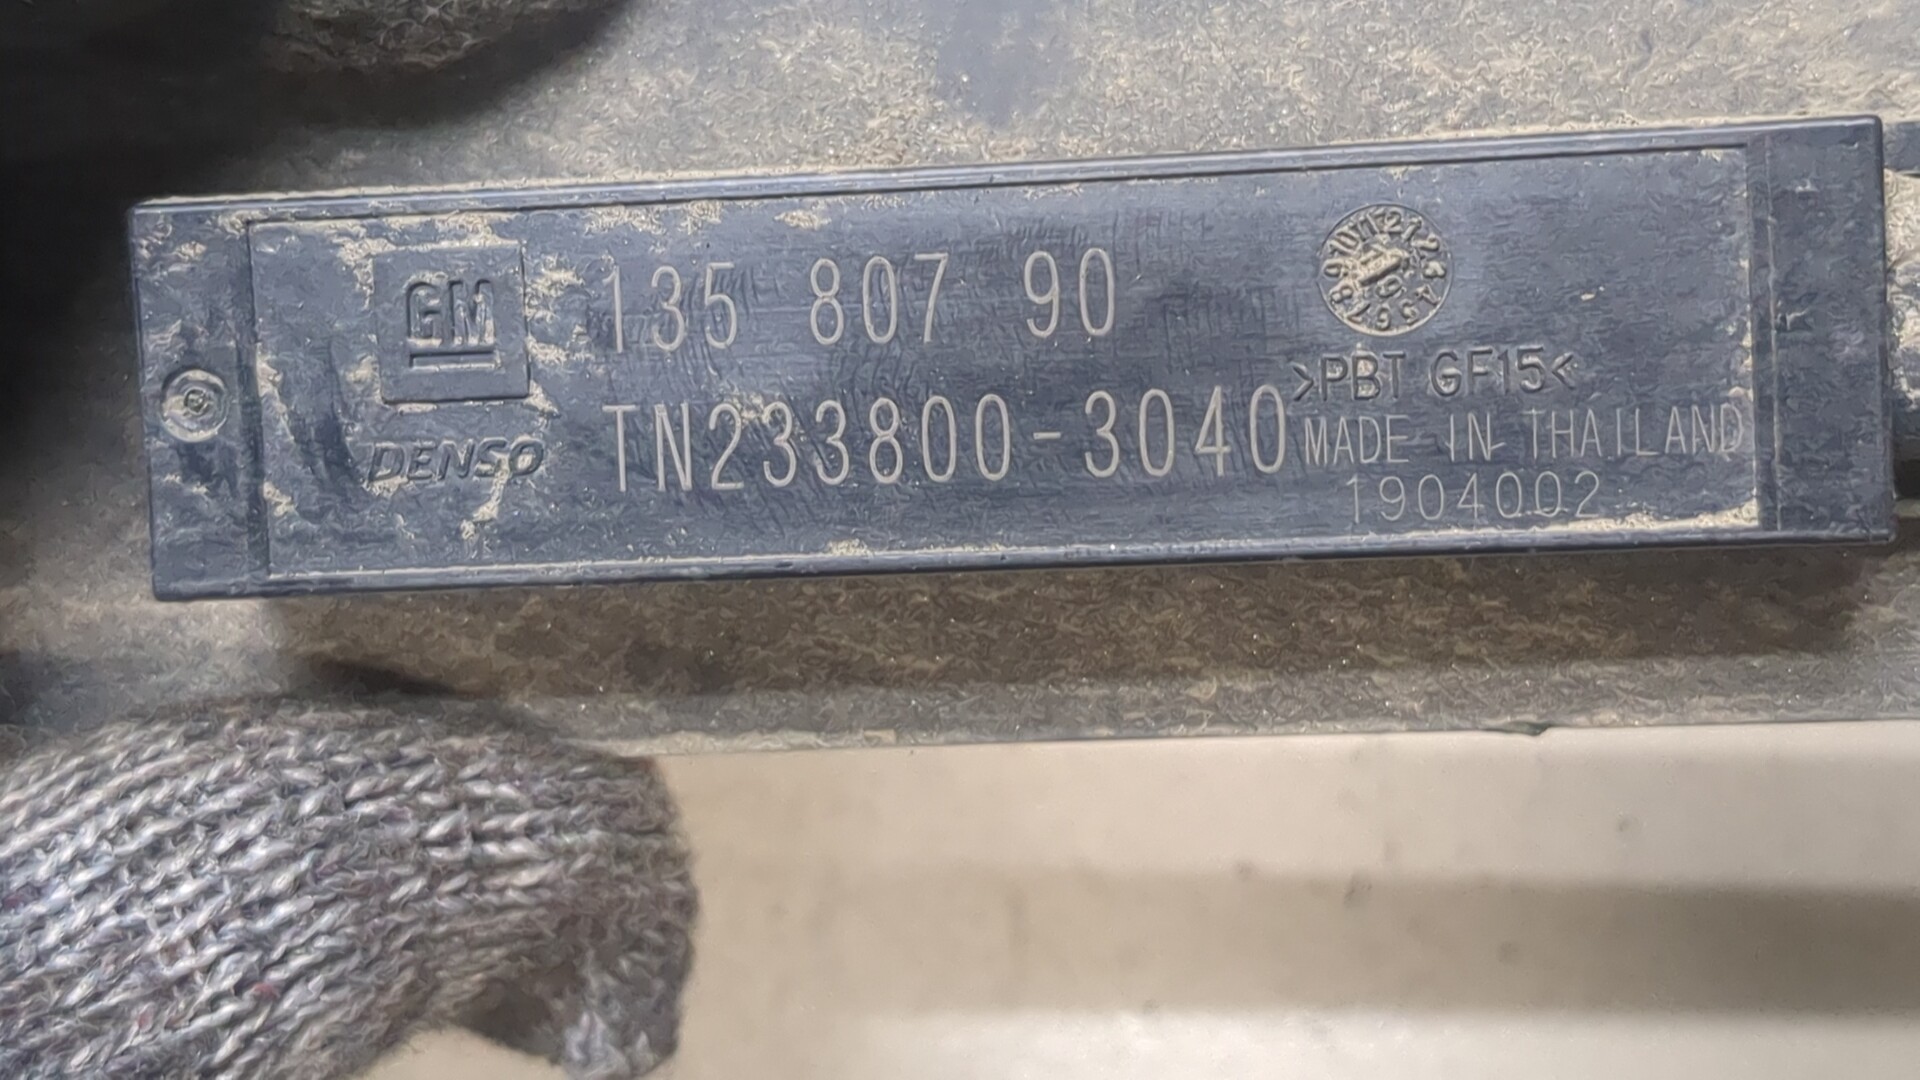 GM
DENSO
135 807 90
TN233800-3040
>PBT GF15<
MADE IN THAILAND
1904002